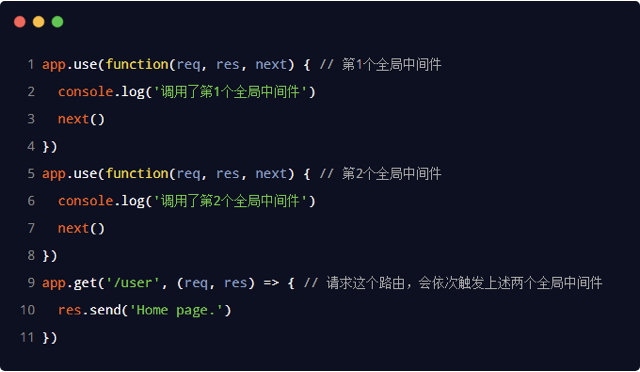 1 app.use(function(req, res, next) { // 第1个全局中间件
2   console.log('调用了第1个全局中间件')
3   next()
4 })
5 app.use(function(req, res, next) { // 第2个全局中间件
6   console.log('调用了第2个全局中间件')
7   next()
8 })
9 app.get('/user', (req, res) => { // 请求这个路由，会依次触发上述两个全局中间件
10   res.send('Home page.')
11 })